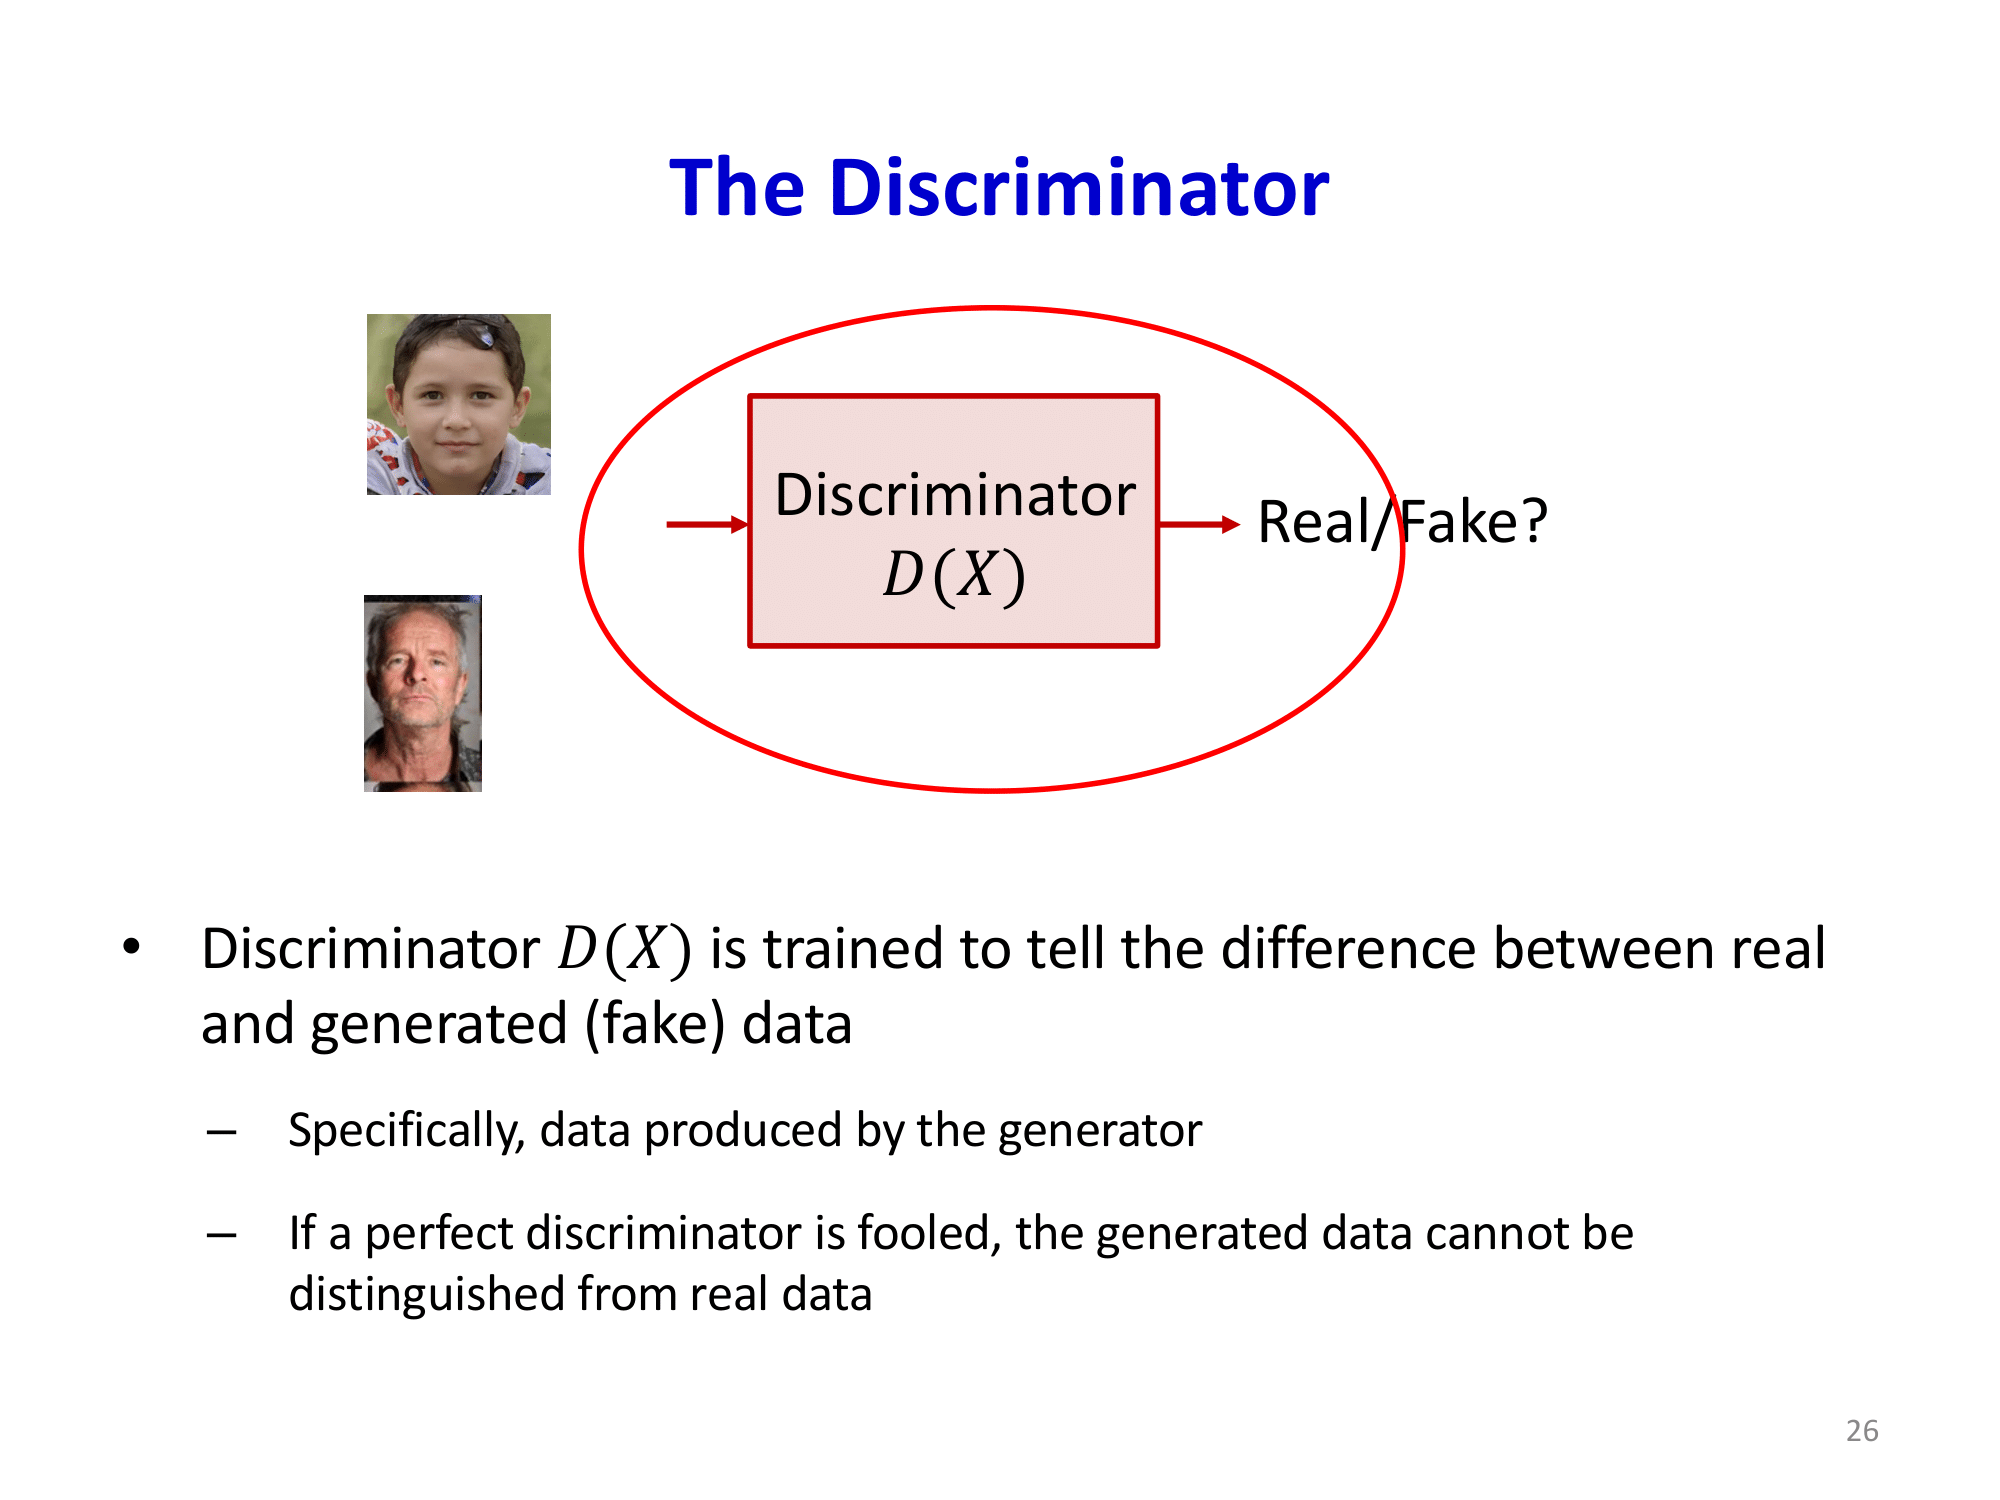 The Discriminator
Discriminator
D(X)
Real/Fake?
• Discriminator D(X) is trained to tell the difference between real
and generated (fake) data
– Specifically, data produced by the generator
– If a perfect discriminator is fooled, the generated data cannot be
distinguished from real data
26